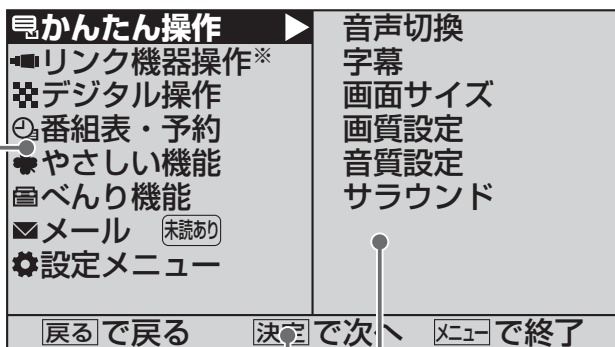 かんたん操作
リンク機器操作※
デジタル操作
番組表・予約
やさしい機能
べんり機能
メール 未読あり
設定メニュー
音声切換
字幕
画面サイズ
画質設定
音質設定
サラウンド
戻るで戻る 決定で次へ メニューで終了